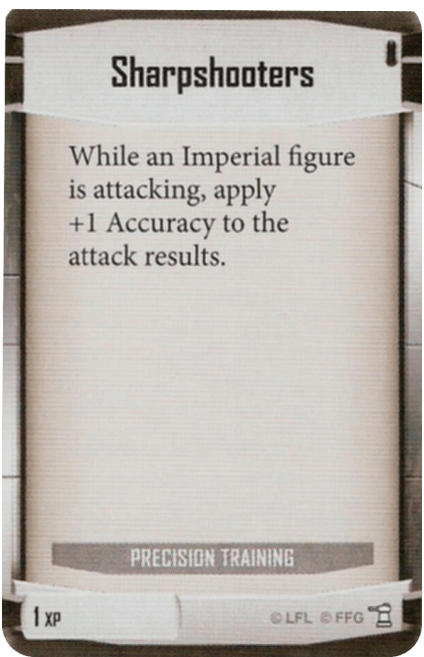 Sharpshooters
While an Imperial figure
is attacking, apply
+1 Accuracy to the
attack results.
PRECISION TRAINING
1 XP
© LFL © FFG